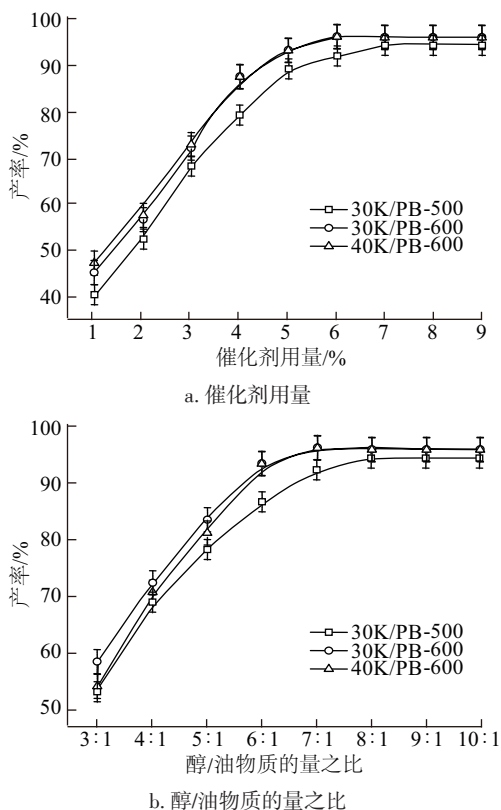 100
90
80
70
60
50
40
产率/%
30K/PB-500
30K/PB-600
40K/PB-600
1 2 3 4 5 6 7 8 9
催化剂用量/%
a. 催化剂用量
100
90
80
70
60
50
产率/%
30K/PB-500
30K/PB-600
40K/PB-600
3∶1 4∶1 5∶1 6∶1 7∶1 8∶1 9∶1 10∶1
醇/油物质的量之比
b. 醇/油物质的量之比